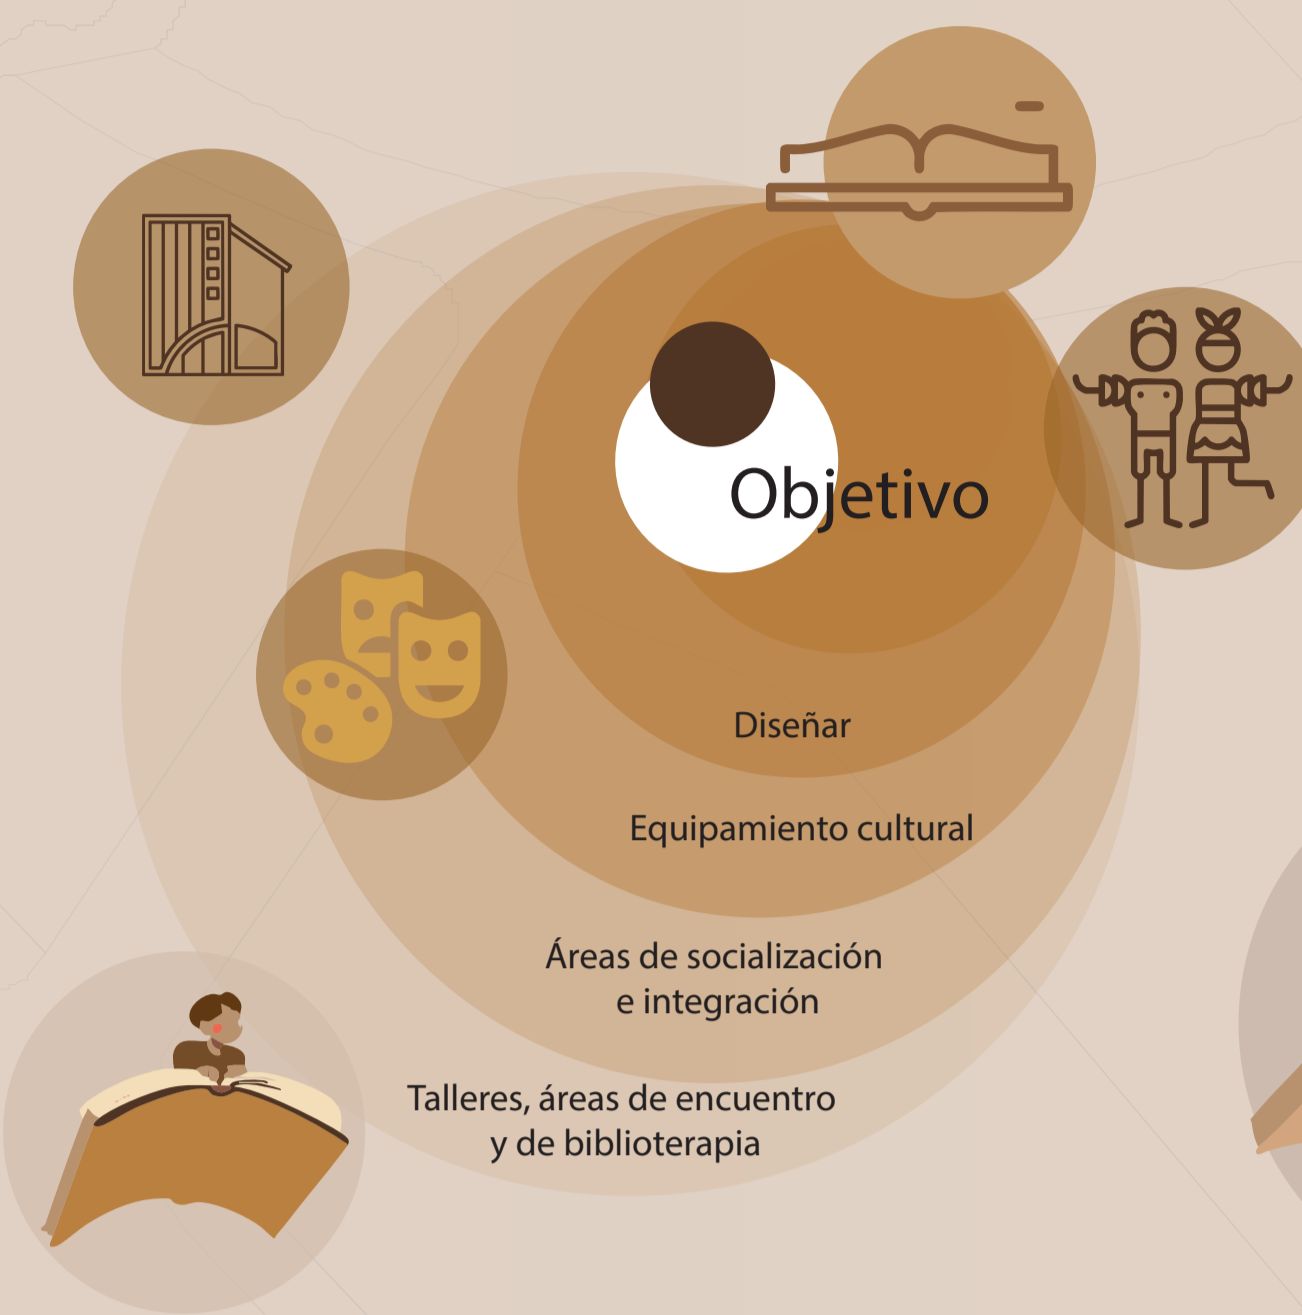 Objetivo
Diseñar
Equipamiento cultural
Áreas de socialización
e integración
Talleres, áreas de encuentro
y de biblioterapia